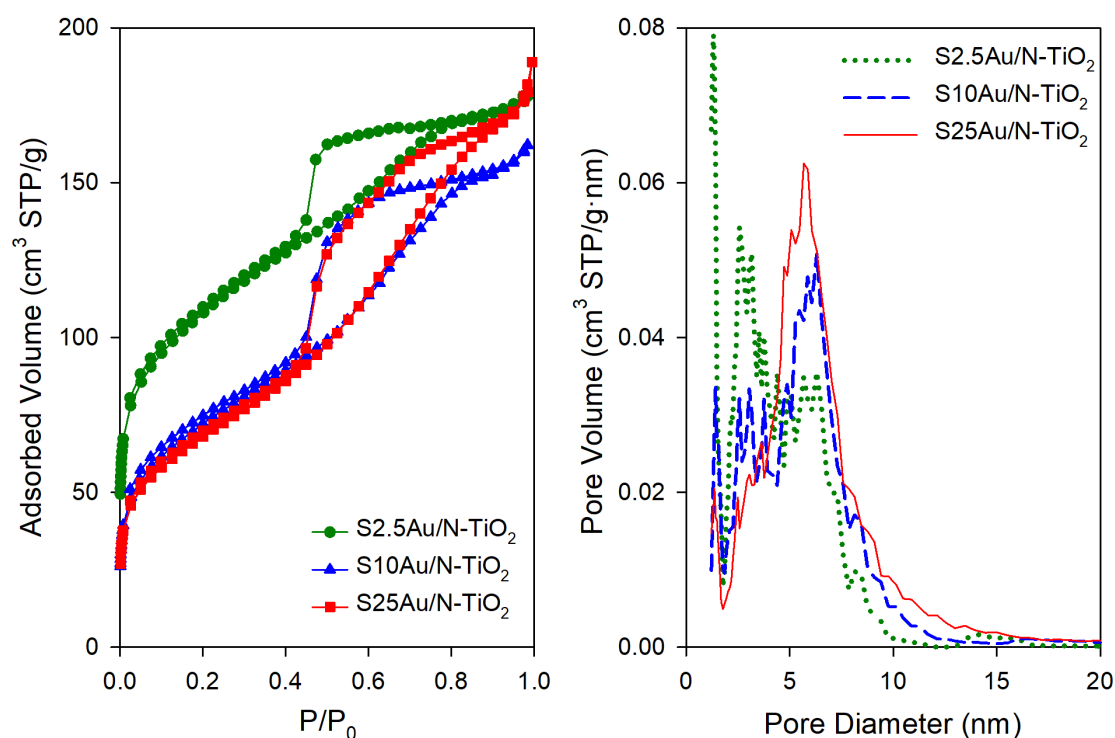 Adsorbed Volume (cm³ STP/g)
200
150
100
50
0
0.0 0.2 0.4 0.6 0.8 1.0
P/P₀
S2.5Au/N-TiO₂
S10Au/N-TiO₂
S25Au/N-TiO₂
Pore Volume (cm³ STP/g·nm)
0.08
0.06
0.04
0.02
0.00
0 5 10 15 20
Pore Diameter (nm)
S2.5Au/N-TiO₂
S10Au/N-TiO₂
S25Au/N-TiO₂